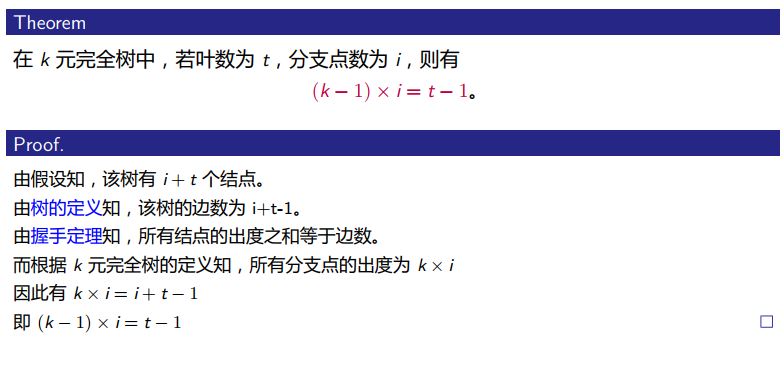 Theorem
在 k 元完全树中，若叶数为 t，分支点数为 i，则有
(k − 1) × i = t − 1。
Proof.
由假设知，该树有 i + t 个结点。
由树的定义知，该树的边数为 i+t-1。
由握手定理知，所有结点的出度之和等于边数。
而根据 k 元完全树的定义知，所有分支点的出度为 k × i
因此有 k × i = i + t − 1
即 (k − 1) × i = t − 1 □